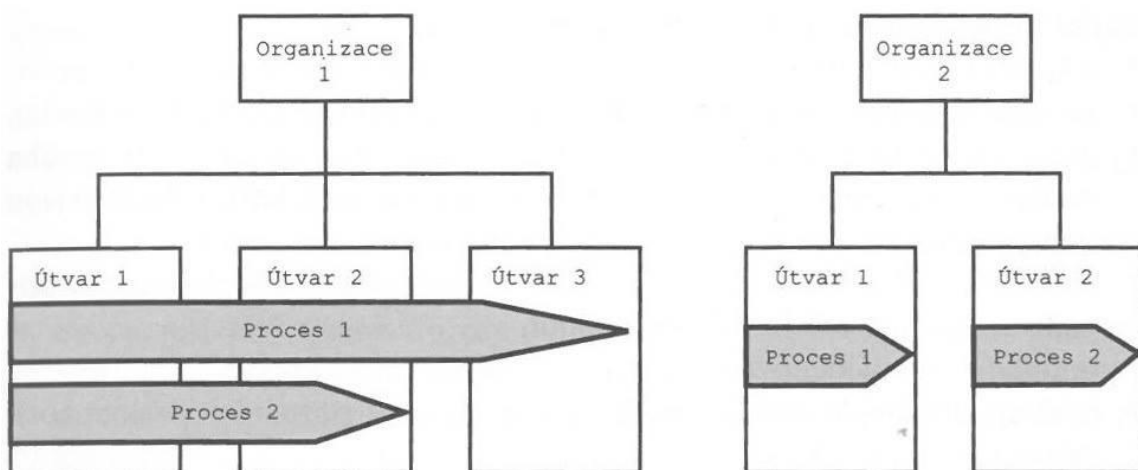 Organizace
1
Organizace
2
Útvar 1
Útvar 2
Útvar 3
Útvar 1
Útvar 2
Proces 1
Proces 2
Proces 1
Proces 2